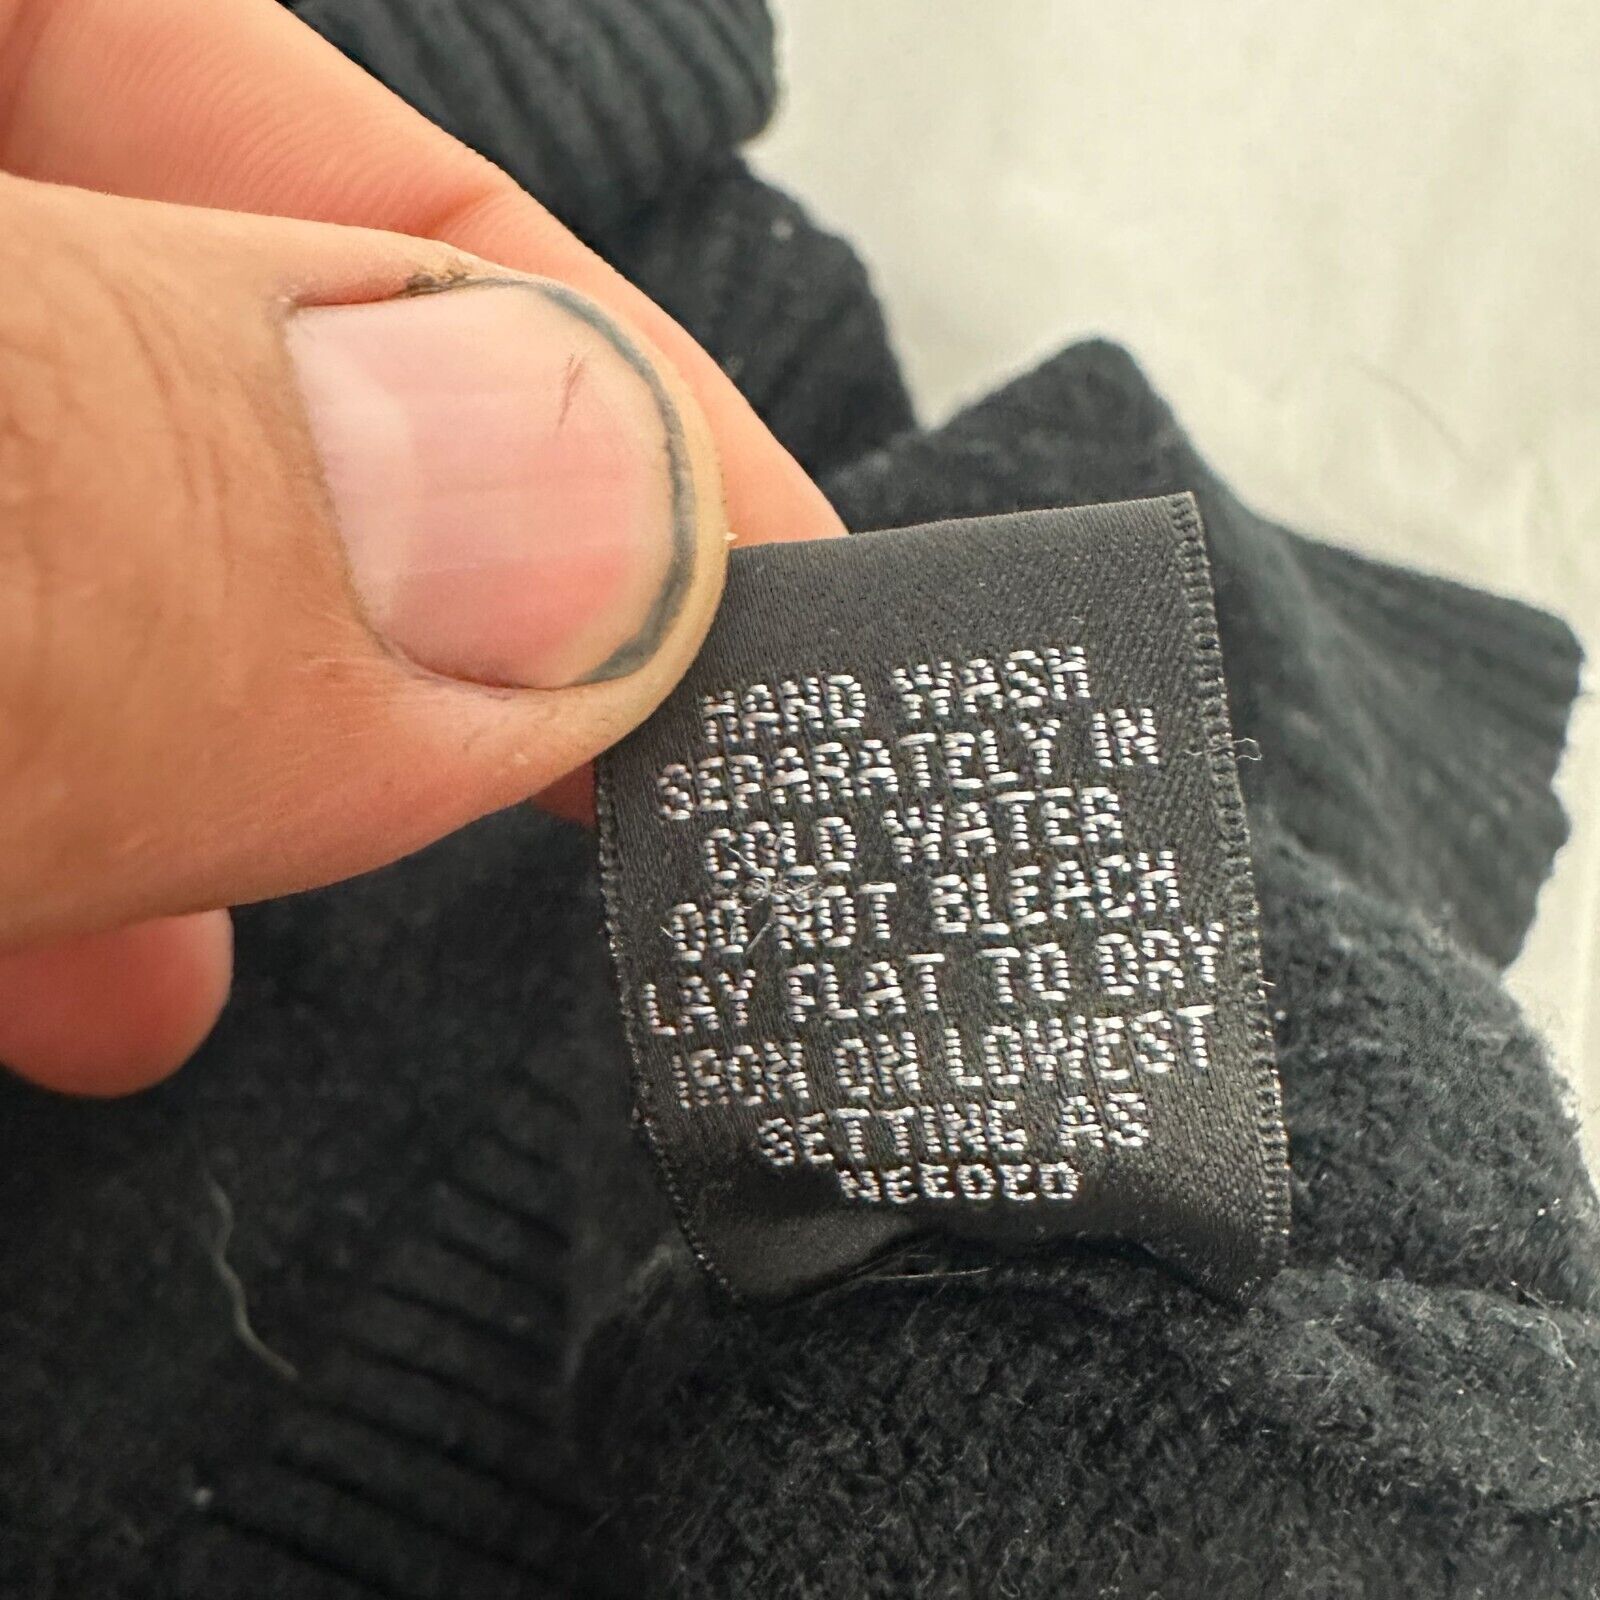 HAND WASH
SEPARATELY IN
COLD WATER
DO NOT BLEACH
LAY FLAT TO DRY
IRON ON LOWEST
SETTING AS
NEEDED